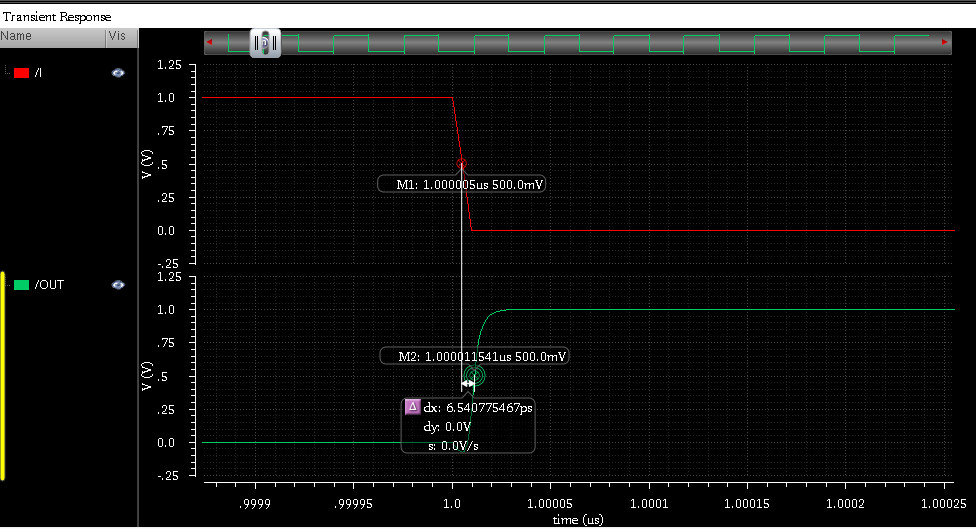 Transient Response
Name Vis
/I
1.25
1.0
.75
.5
.25
0.0
-.25
V (V)
M1: 1.000005us 500.0mV
/OUT
1.25
1.0
.75
.5
.25
0.0
-.25
V (V)
M2: 1.000011541us 500.0mV
Δ dx: 6.540775467ps
dy: 0.0V
s: 0.0V/s
.9999 .99995 1.0 1.00005 1.0001 1.00015 1.0002 1.00025
time (us)